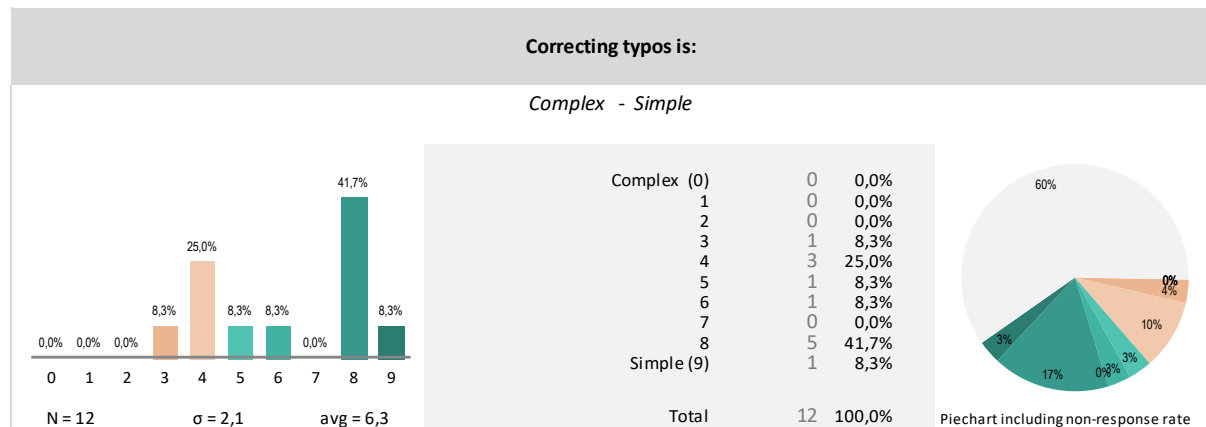 Correcting typos is:
Complex - Simple
41,7%
25,0%
8,3% 8,3% 8,3% 8,3%
0,0% 0,0% 0,0% 0,0%
0 1 2 3 4 5 6 7 8 9
N = 12 σ = 2,1 avg = 6,3
Complex (0) 0 0,0%
1 0 0,0%
2 0 0,0%
3 1 8,3%
4 3 25,0%
5 1 8,3%
6 1 8,3%
7 0 0,0%
8 5 41,7%
Simple (9) 1 8,3%
Total 12 100,0%
60%
0%
4%
10%
3%
3%
0%
17%
3%
Piechart including non-response rate